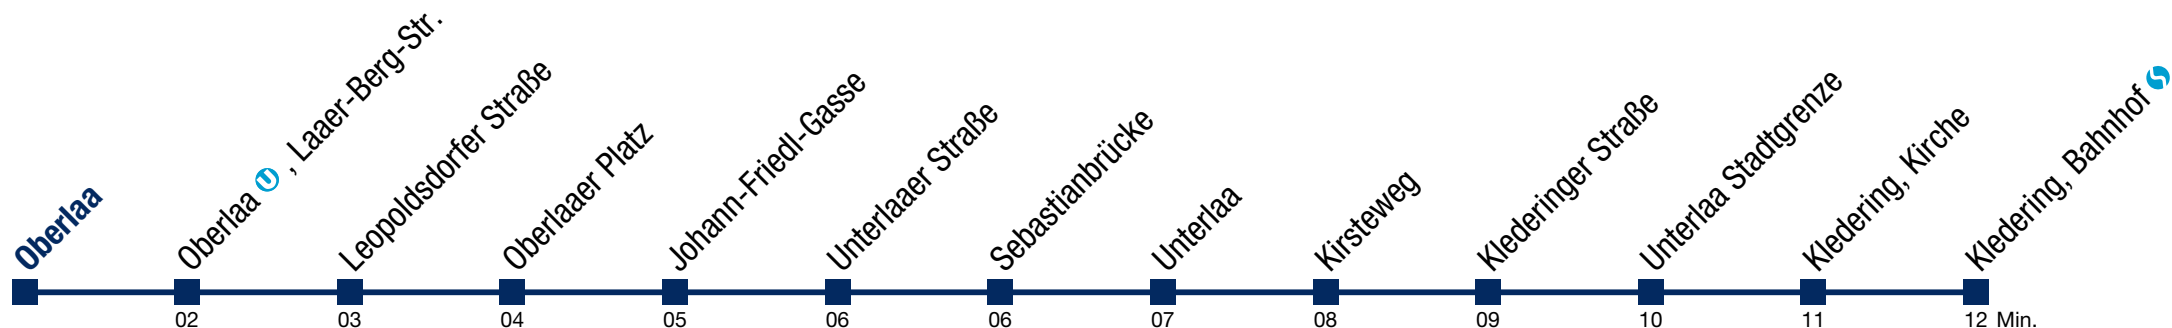 Oberlaa
Oberlaa U, Laaer-Berg-Str.
Leopoldsdorfer Straße
Oberlaaer Platz
Johann-Friedl-Gasse
Unterlaaer Straße
Sebastianbrücke
Unterlaa
Kirsteweg
Klederinger Straße
Unterlaa Stadtgrenze
Kledering, Kirche
Kledering, Bahnhof S
02 03 04 05 06 06 07 08 09 10 11 12 Min.